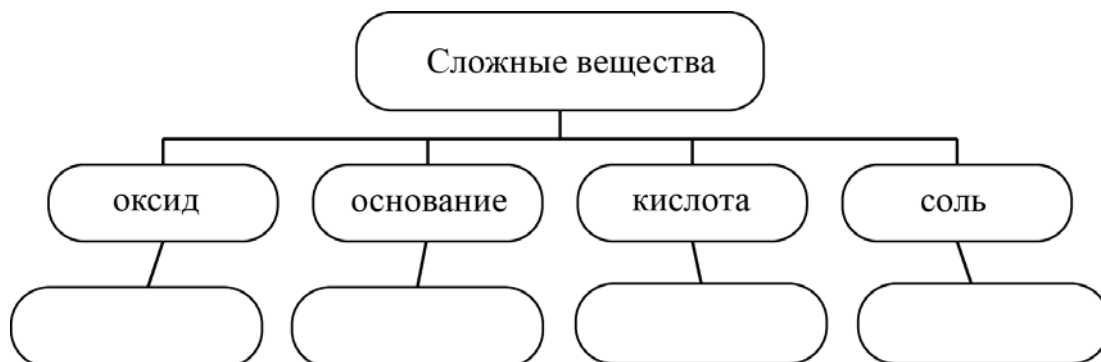 Сложные вещества
оксид
основание
кислота
соль